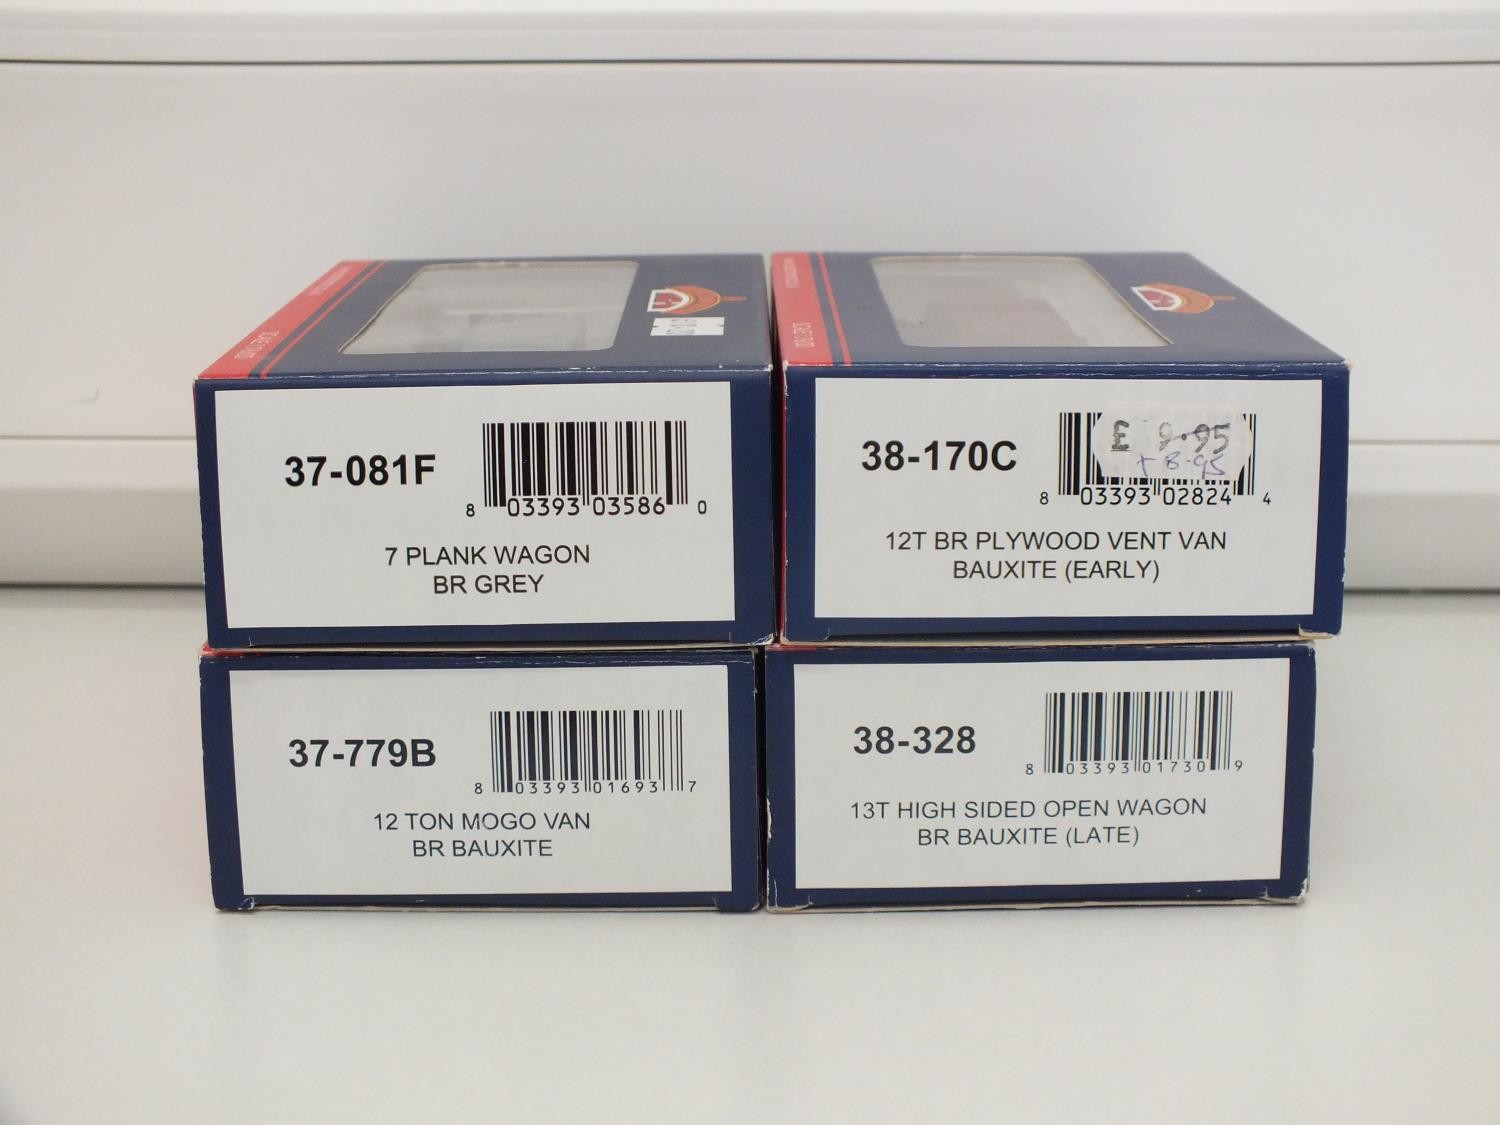 37-081F
8 03393 03586 0
7 PLANK WAGON
BR GREY
38-170C
£ 9.95
8.95
8 03393 02824 4
12T BR PLYWOOD VENT VAN
BAUXITE (EARLY)
37-779B
8 03393 01693 7
12 TON MOGO VAN
BR BAUXITE
38-328
8 03393 01730 9
13T HIGH SIDED OPEN WAGON
BR BAUXITE (LATE)